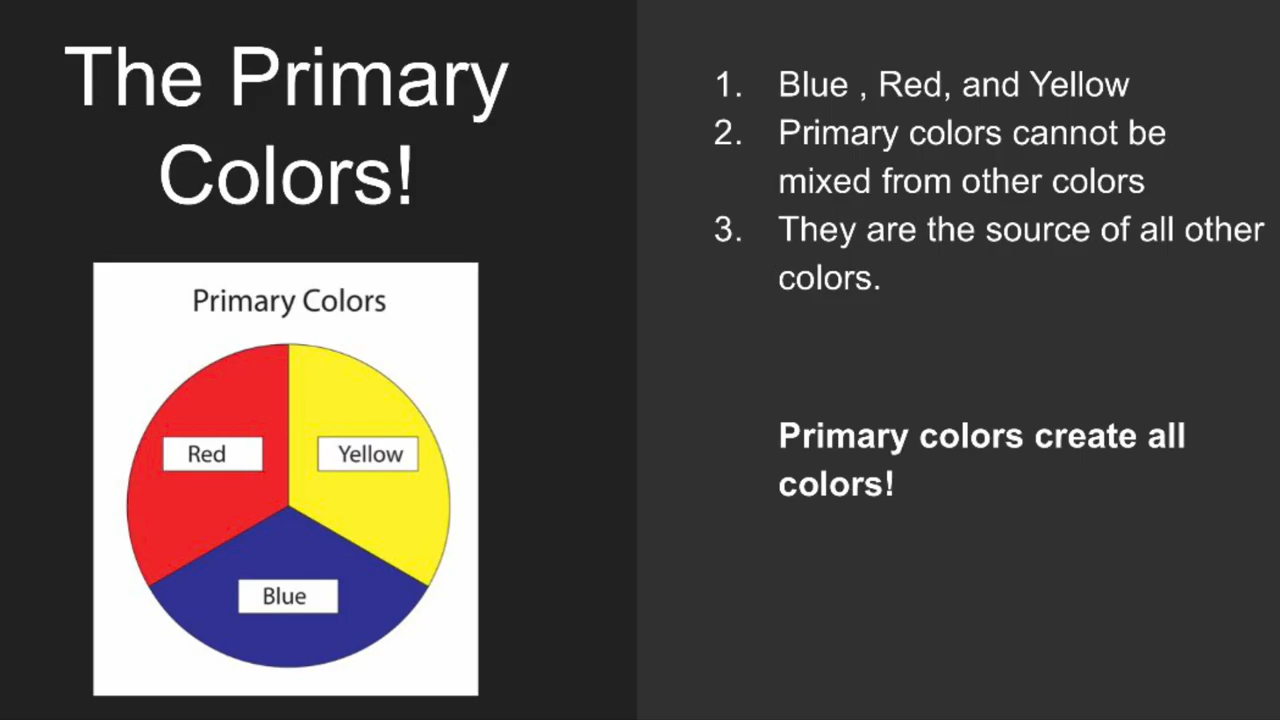 The Primary
Colors!
Primary Colors
Red
Yellow
Blue
1. Blue , Red, and Yellow
2. Primary colors cannot be
mixed from other colors
3. They are the source of all other
colors.
Primary colors create all
colors!